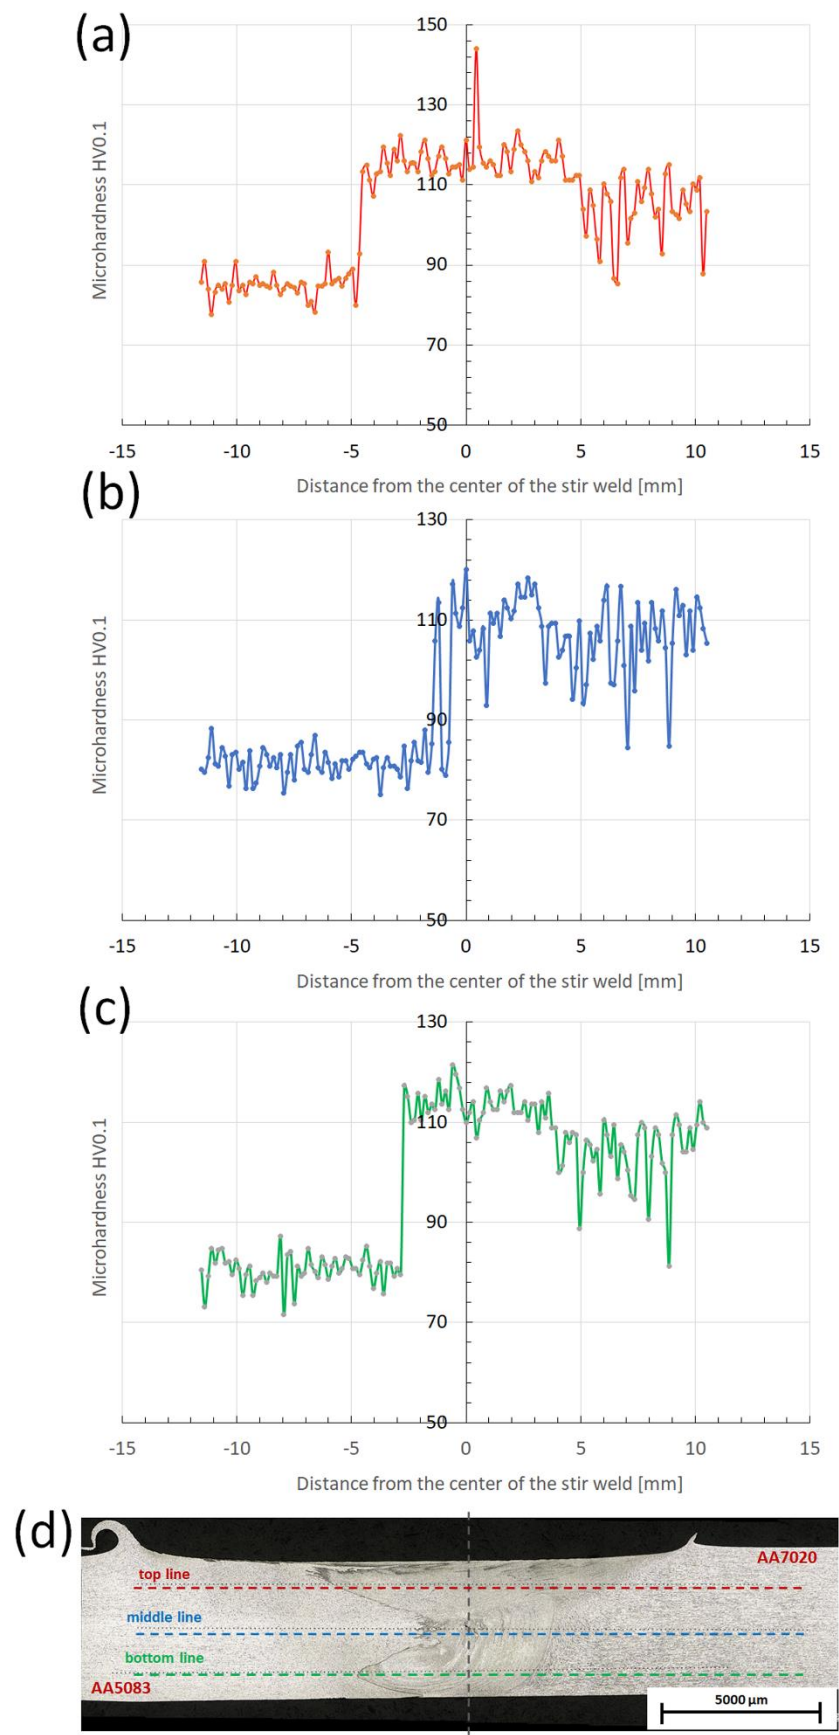 (a)
150
130
110
90
70
50
Microhardness HV0.1
-15 -10 -5 0 5 10 15
Distance from the center of the stir weld [mm]
(b)
130
110
90
70
50
Microhardness HV0.1
-15 -10 -5 0 5 10 15
Distance from the center of the stir weld [mm]
(c)
130
110
90
70
50
Microhardness HV0.1
-15 -10 -5 0 5 10 15
Distance from the center of the stir weld [mm]
(d)
AA7020
top line
middle line
bottom line
AA5083
5000 µm